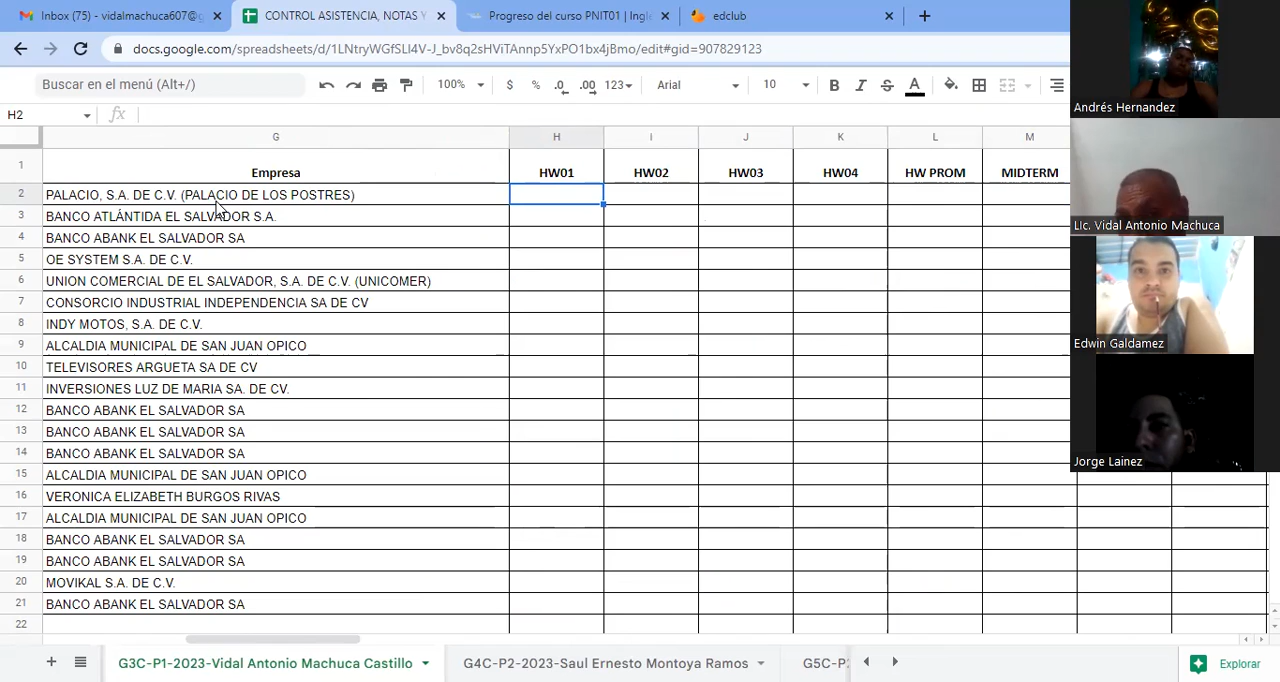 Inbox (75) - vidalmachuca607@g
CONTROL ASISTENCIA, NOTAS Y
Progreso del curso PNIT01 | Ingle
edclub
docs.google.com/spreadsheets/d/1LNtryWGfSLI4V-J_bv8q2sHViTAnnp5YxPO1bx4jBmo/edit#gid=907829123
Buscar en el menú (Alt+/)
100%
$
%
.0
.00
123
Arial
10
B
I
S
A
H2
fx
G
H
I
J
K
L
M
1
Empresa
HW01
HW02
HW03
HW04
HW PROM
MIDTERM
2 PALACIO, S.A. DE C.V. (PALACIO DE LOS POSTRES)
3 BANCO ATLÁNTIDA EL SALVADOR S.A.
4 BANCO ABANK EL SALVADOR SA
5 OE SYSTEM S.A. DE C.V.
6 UNION COMERCIAL DE EL SALVADOR, S.A. DE C.V. (UNICOMER)
7 CONSORCIO INDUSTRIAL INDEPENDENCIA SA DE CV
8 INDY MOTOS, S.A. DE C.V.
9 ALCALDIA MUNICIPAL DE SAN JUAN OPICO
10 TELEVISORES ARGUETA SA DE CV
11 INVERSIONES LUZ DE MARIA SA. DE CV.
12 BANCO ABANK EL SALVADOR SA
13 BANCO ABANK EL SALVADOR SA
14 BANCO ABANK EL SALVADOR SA
15 ALCALDIA MUNICIPAL DE SAN JUAN OPICO
16 VERONICA ELIZABETH BURGOS RIVAS
17 ALCALDIA MUNICIPAL DE SAN JUAN OPICO
18 BANCO ABANK EL SALVADOR SA
19 BANCO ABANK EL SALVADOR SA
20 MOVIKAL S.A. DE C.V.
21 BANCO ABANK EL SALVADOR SA
22
G3C-P1-2023-Vidal Antonio Machuca Castillo
G4C-P2-2023-Saul Ernesto Montoya Ramos
G5C-P2
Explorar
Andrés Hernandez
LIc. Vidal Antonio Machuca
Edwin Galdamez
Jorge Lainez